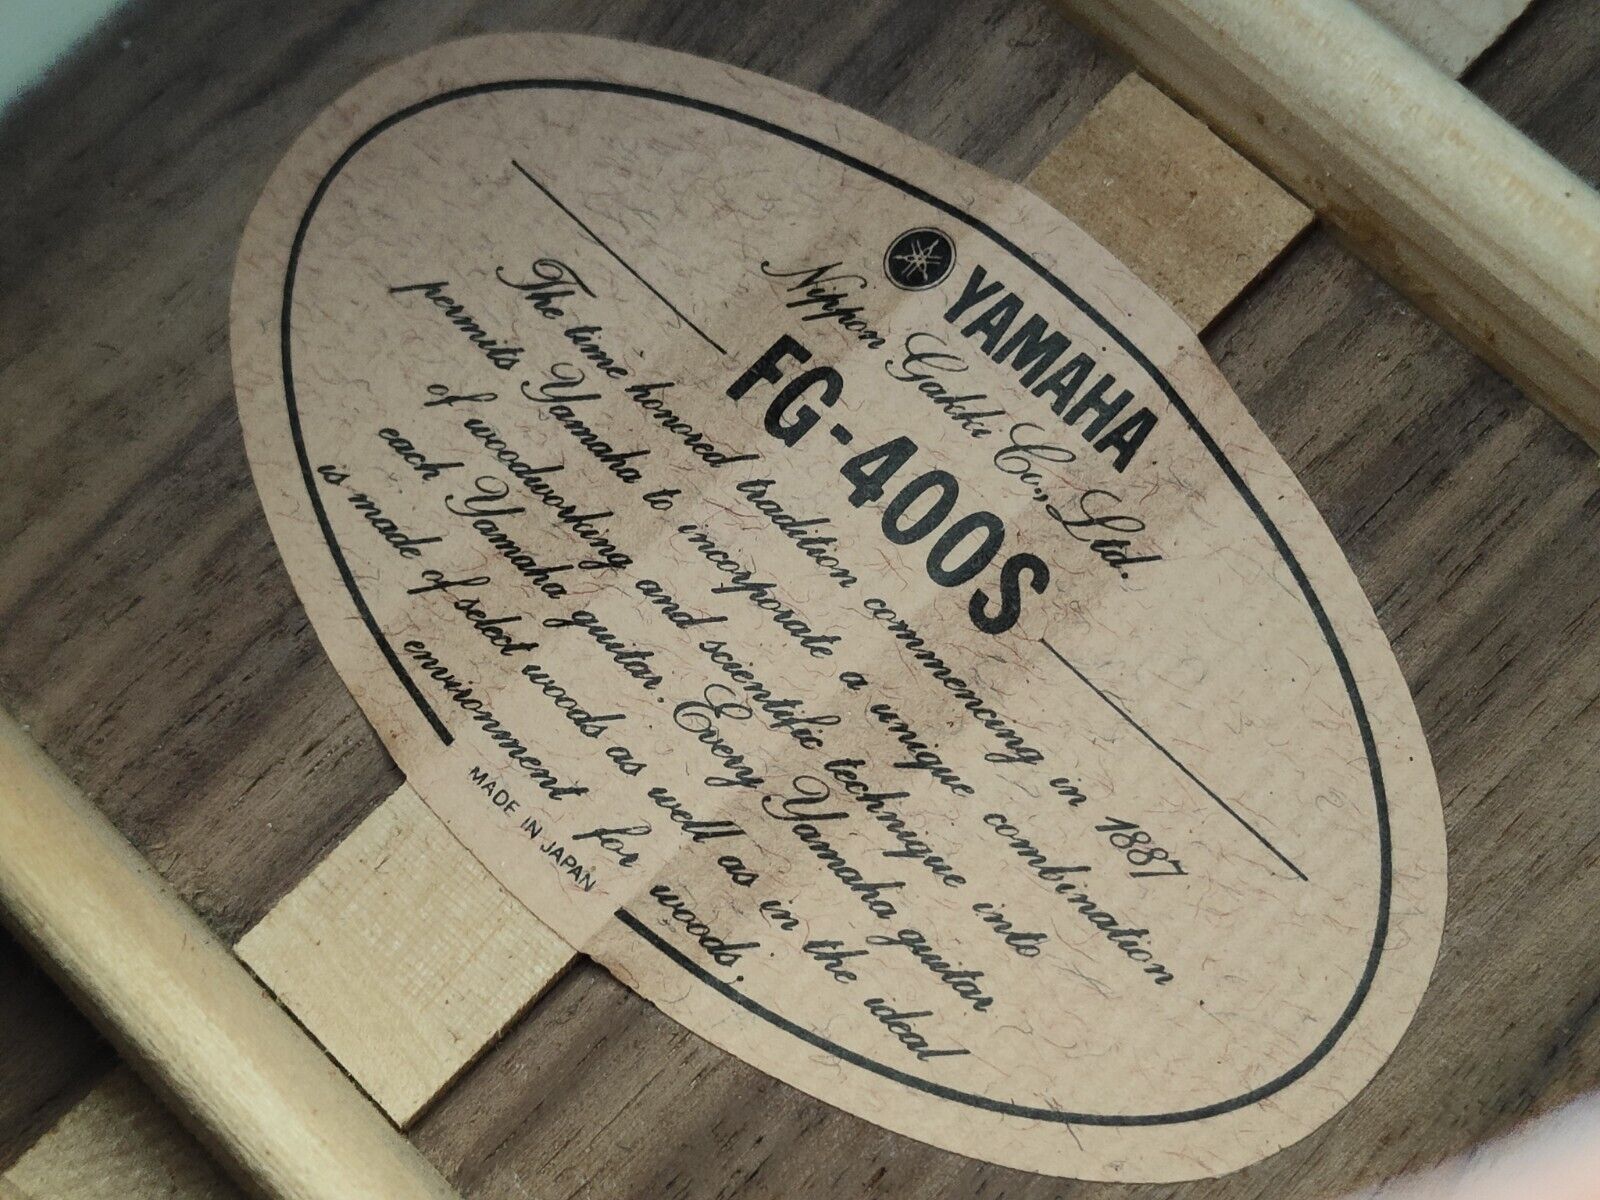 YAMAHA
Nippon Gakki Co., Ltd.
FG-400S
The time honored tradition commencing in 1887
permits Yamaha to incorporate a unique combination
of woodworking and scientific technique into
each Yamaha guitar. Every Yamaha guitar
is made of select woods as well as in the ideal
environment for woods.
MADE IN JAPAN